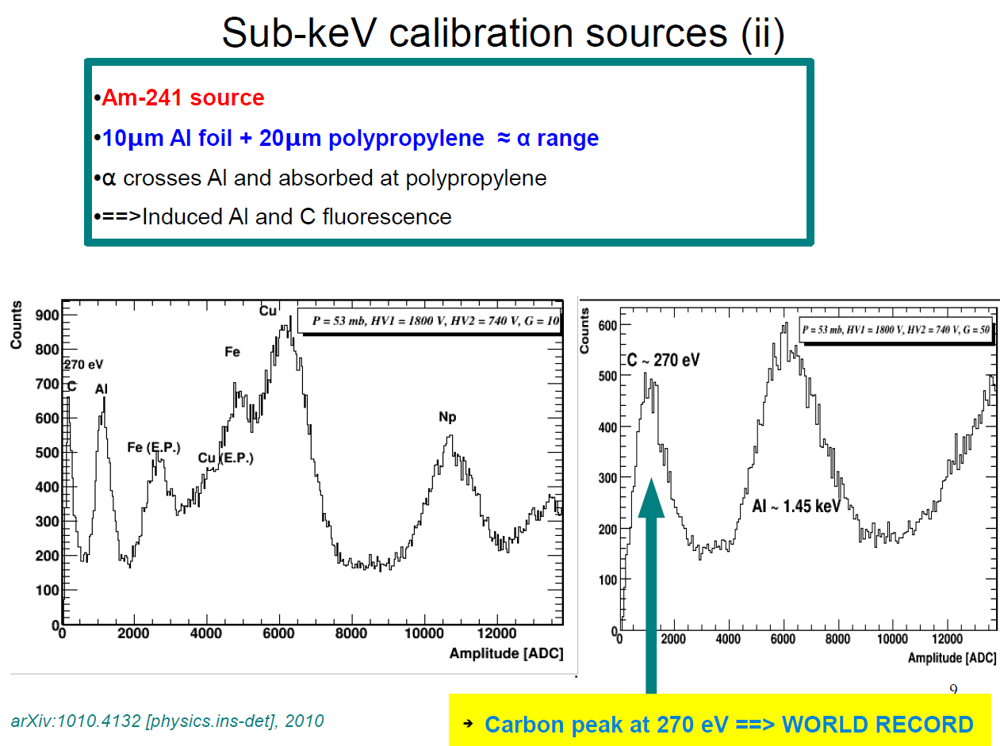 Sub-keV calibration sources (ii)
•Am-241 source
•10μm Al foil + 20μm polypropylene ≈ α range
•α crosses Al and absorbed at polypropylene
•==>Induced Al and C fluorescence
Counts
900
800
700
600
500
400
300
200
100
0
P = 53 mb, HV1 = 1800 V, HV2 = 740 V, G = 10
270 eV
C
Al
Fe (E.P.)
Cu (E.P.)
Fe
Cu
Np
0 2000 4000 6000 8000 10000 12000
Amplitude [ADC]
Counts
600
500
400
300
200
100
0
P = 53 mb, HV1 = 1800 V, HV2 = 740 V, G = 50
C ~ 270 eV
Al ~ 1.45 keV
0 2000 4000 6000 8000 10000 12000
Amplitude [ADC]
9
arXiv:1010.4132 [physics.ins-det], 2010
➔ Carbon peak at 270 eV ==> WORLD RECORD